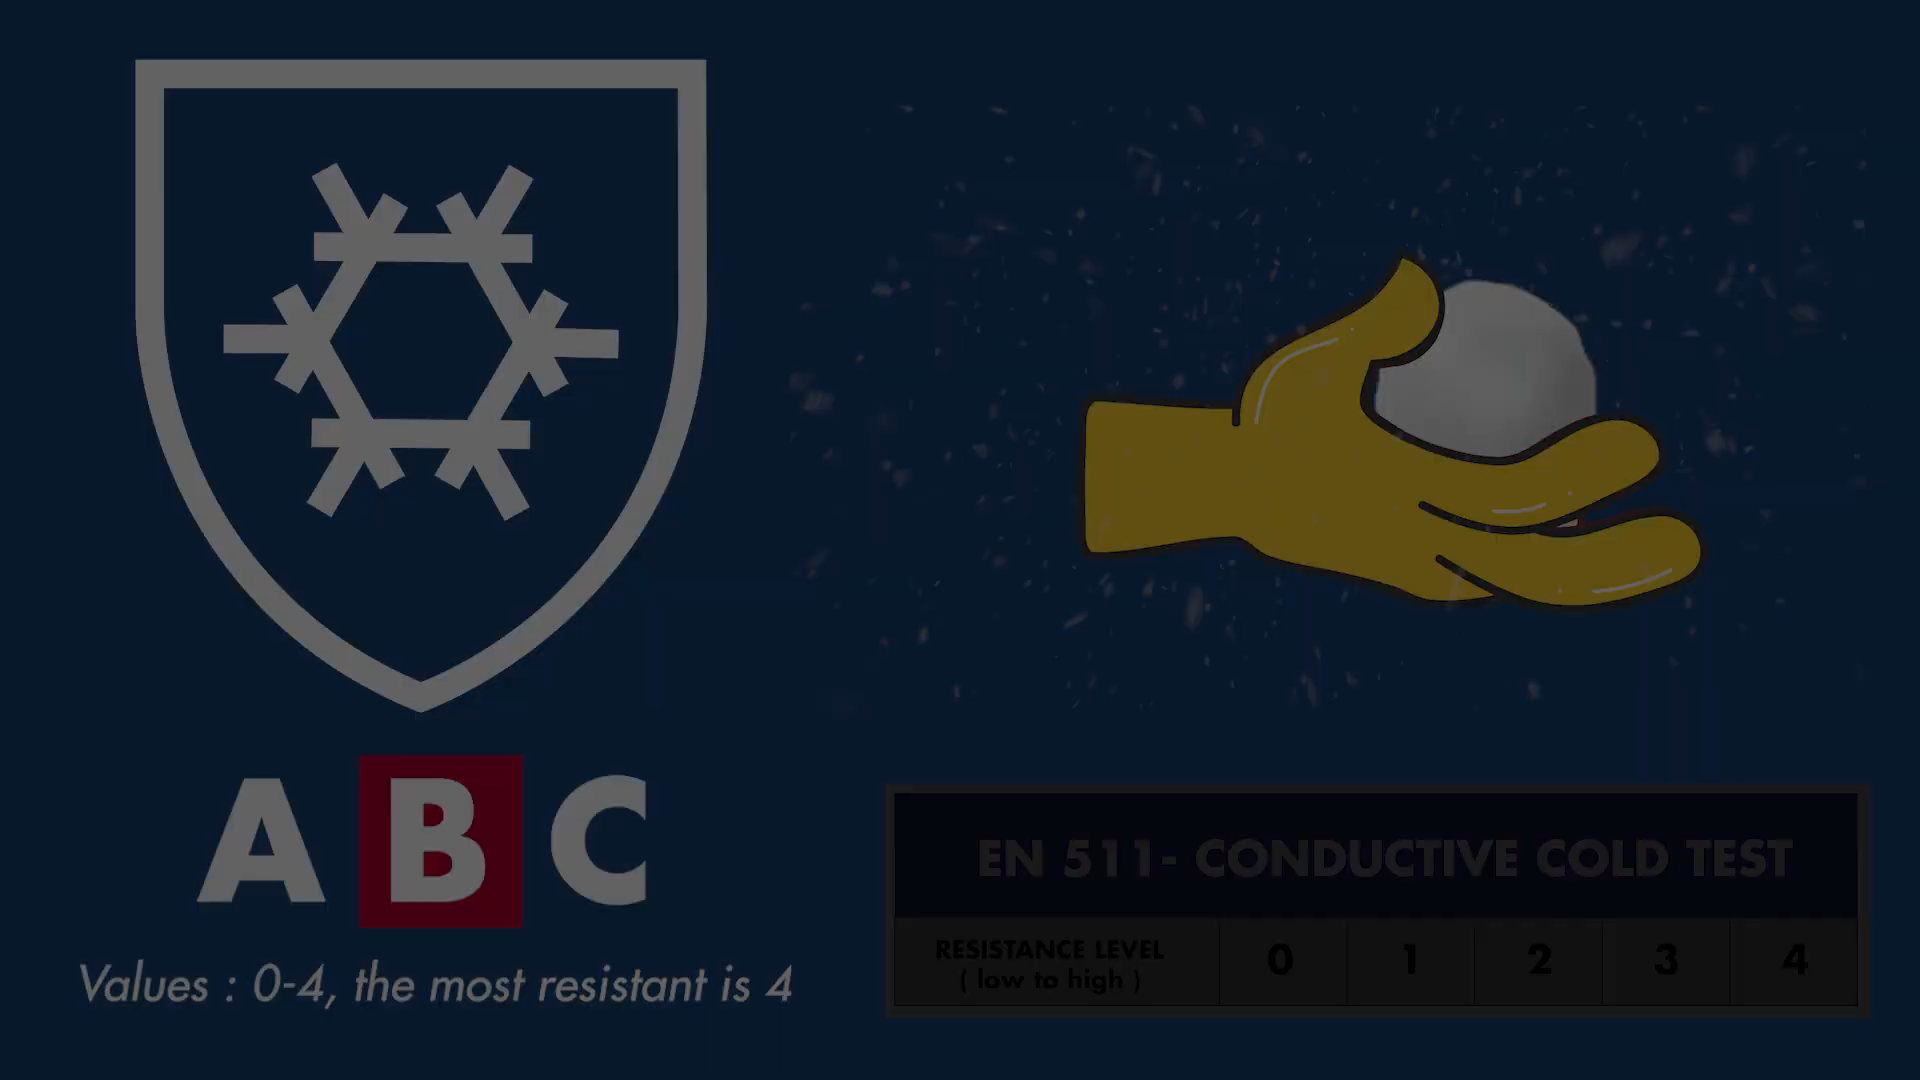 A B C
Values : 0-4, the most resistant is 4
EN 511- CONDUCTIVE COLD TEST
RESISTANCE LEVEL 0 1 2 3 4
( low to high )